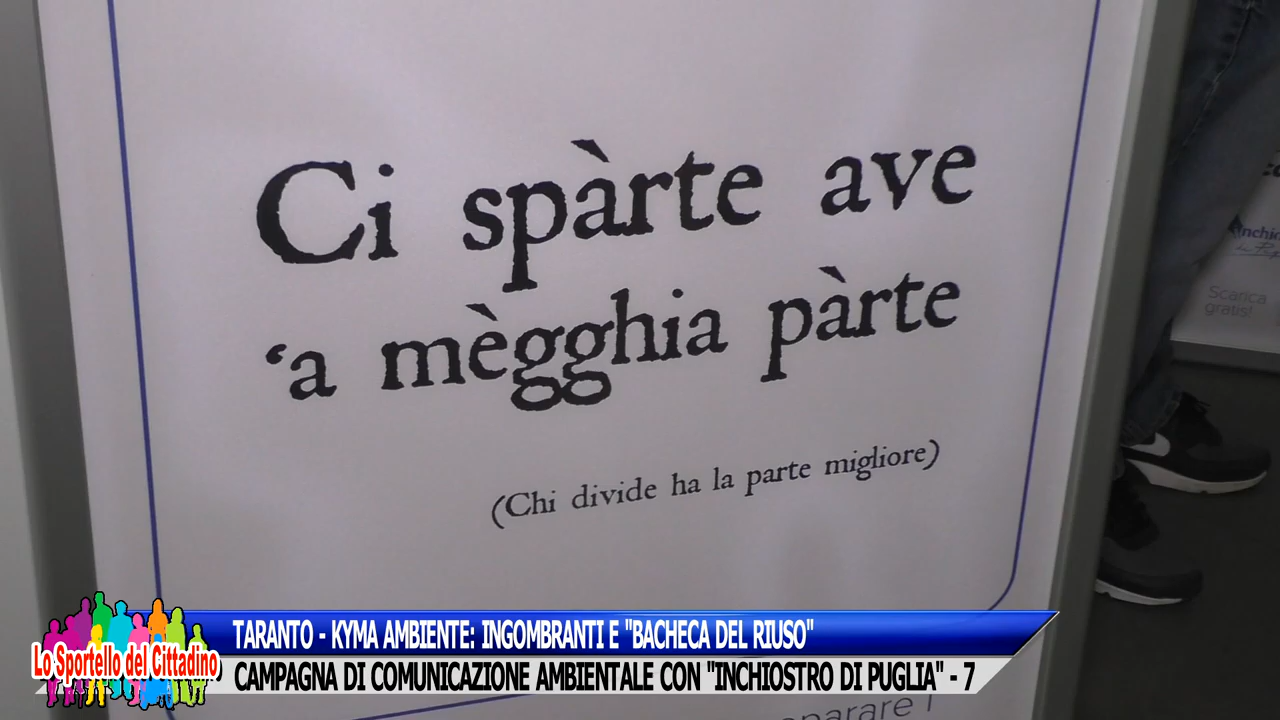 Ci spàrte ave
‘a mègghia pàrte
(Chi divide ha la parte migliore)
Scarica
gratis!
Lo Sportello del Cittadino
TARANTO - KYMA AMBIENTE: INGOMBRANTI E "BACHECA DEL RIUSO"
CAMPAGNA DI COMUNICAZIONE AMBIENTALE CON "INCHIOSTRO DI PUGLIA" - 7